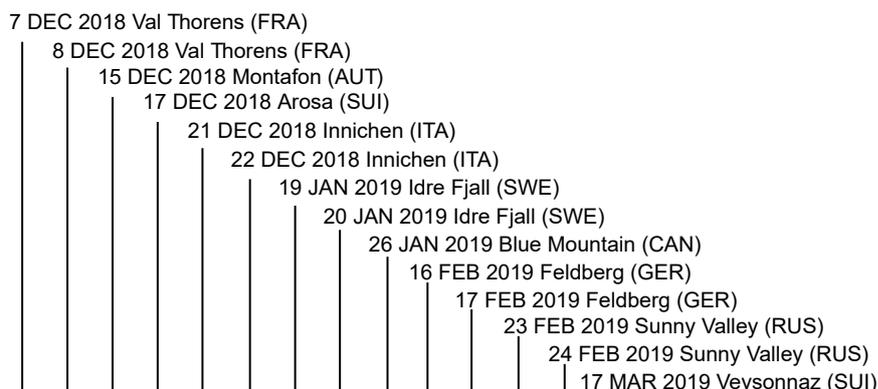 7 DEC 2018 Val Thorens (FRA)
8 DEC 2018 Val Thorens (FRA)
15 DEC 2018 Montafon (AUT)
17 DEC 2018 Arosa (SUI)
21 DEC 2018 Innichen (ITA)
22 DEC 2018 Innichen (ITA)
19 JAN 2019 Idre Fjall (SWE)
20 JAN 2019 Idre Fjall (SWE)
26 JAN 2019 Blue Mountain (CAN)
16 FEB 2019 Feldberg (GER)
17 FEB 2019 Feldberg (GER)
23 FEB 2019 Sunny Valley (RUS)
24 FEB 2019 Sunny Valley (RUS)
17 MAR 2019 Veysonnaz (SUI)